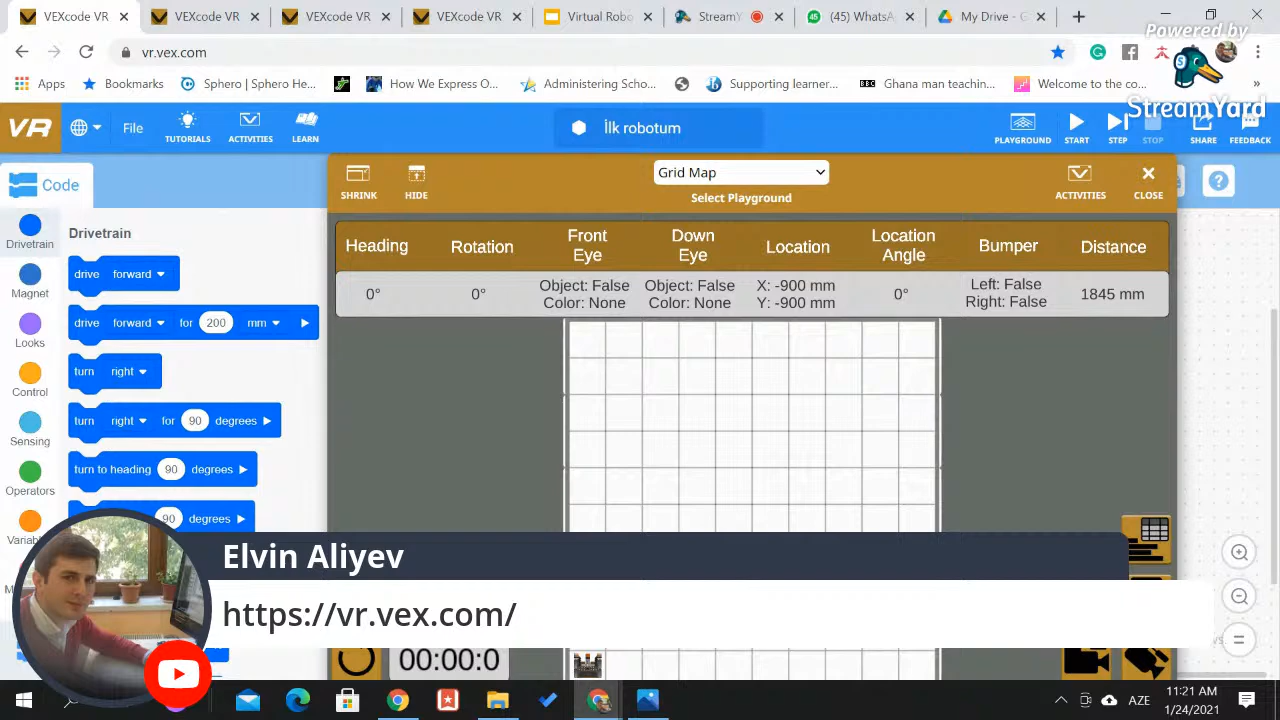 VEXcode VR
VEXcode VR
VEXcode VR
VEXcode VR
Virtual Robo
StreamY
(45) WhatsA
My Drive - G
Powered by
StreamYard
vr.vex.com
Apps
Bookmarks
Sphero | Sphero He...
How We Express O...
Administering Scho...
Supporting learner...
BBC
Ghana man teachin...
Welcome to the co...
»
VR
File
TUTORIALS
ACTIVITIES
LEARN
İlk robotum
PLAYGROUND
START
STEP
STOP
SHARE
FEEDBACK
Code
SHRINK
HIDE
Grid Map
Select Playground
ACTIVITIES
CLOSE
?
Drivetrain
Magnet
Looks
Control
Sensing
Operators
Drivetrain
drive forward
drive forward for 200 mm
turn right
turn right for 90 degrees
turn to heading 90 degrees
90 degrees
Heading Rotation Front Eye Down Eye Location Location Angle Bumper Distance
0° 0° Object: False Object: False X: -900 mm 0° Left: False 1845 mm
Color: None Color: None Y: -900 mm Right: False
Elvin Aliyev
https://vr.vex.com/
00:00:0
AZE
11:21 AM
1/24/2021